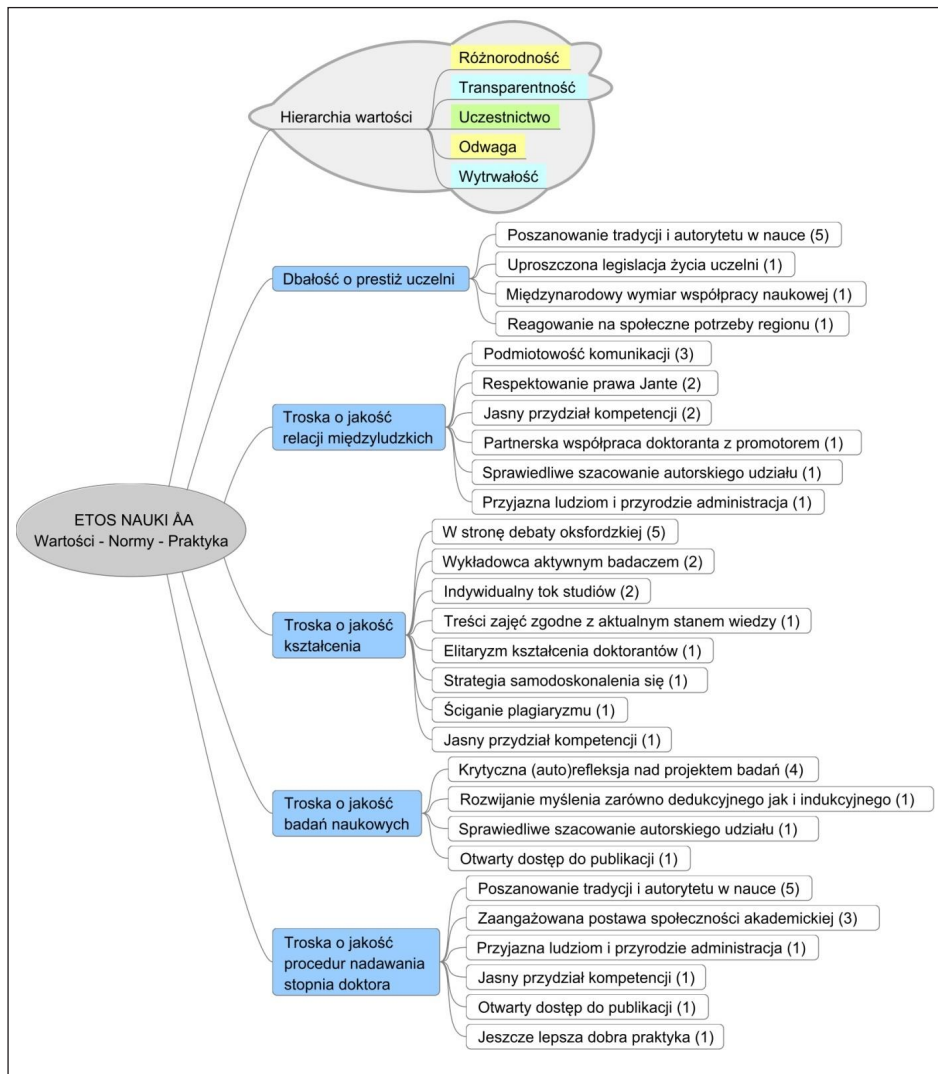 Hierarchia wartości
Różnorodność
Transparentność
Uczestnictwo
Odwaga
Wytrwałość
Dbałość o prestiż uczelni
Poszanowanie tradycji i autorytetu w nauce (5)
Uproszczona legislacja życia uczelni (1)
Międzynarodowy wymiar współpracy naukowej (1)
Reagowanie na społeczne potrzeby regionu (1)
Troska o jakość
relacji międzyludzkich
Podmiotowość komunikacji (3)
Respektowanie prawa Jante (2)
Jasny przydział kompetencji (2)
Partnerska współpraca doktoranta z promotorem (1)
Sprawiedliwe szacowanie autorskiego udziału (1)
Przyjazna ludziom i przyrodzie administracja (1)
ETOS NAUKI ÅA
Wartości - Normy - Praktyka
Troska o jakość
kształcenia
W stronę debaty oksfordzkiej (5)
Wykładowca aktywnym badaczem (2)
Indywidualny tok studiów (2)
Treści zajęć zgodne z aktualnym stanem wiedzy (1)
Elitaryzm kształcenia doktorantów (1)
Strategia samodoskonalenia się (1)
Ściganie plagiaryzmu (1)
Jasny przydział kompetencji (1)
Troska o jakość
badań naukowych
Krytyczna (auto)refleksja nad projektem badań (4)
Rozwijanie myślenia zarówno dedukcyjnego jak i indukcyjnego (1)
Sprawiedliwe szacowanie autorskiego udziału (1)
Otwarty dostęp do publikacji (1)
Troska o jakość
procedur nadawania
stopnia doktora
Poszanowanie tradycji i autorytetu w nauce (5)
Zaangażowana postawa społeczności akademickiej (3)
Przyjazna ludziom i przyrodzie administracja (1)
Jasny przydział kompetencji (1)
Otwarty dostęp do publikacji (1)
Jeszcze lepsza dobra praktyka (1)